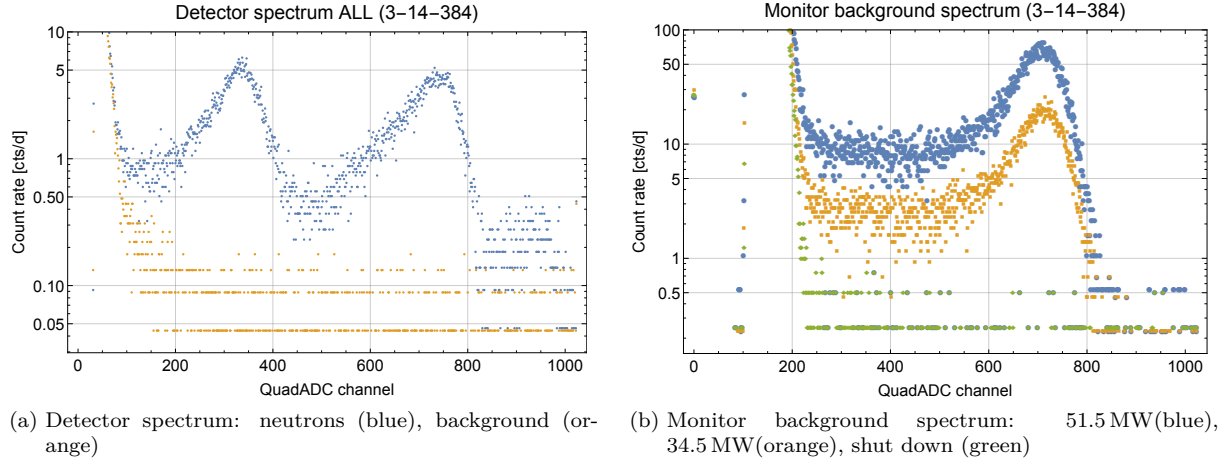 Detector spectrum ALL (3−14−384)
10
5
1
0.50
0.10
0.05
Count rate [cts/d]
0
200
400
600
800
1000
QuadADC channel
(a) Detector spectrum: neutrons (blue), background (or-
ange)
Monitor background spectrum (3−14−384)
100
50
10
5
1
0.5
Count rate [cts/d]
0
200
400
600
800
1000
QuadADC channel
(b) Monitor background spectrum: 51.5 MW(blue),
34.5 MW(orange), shut down (green)